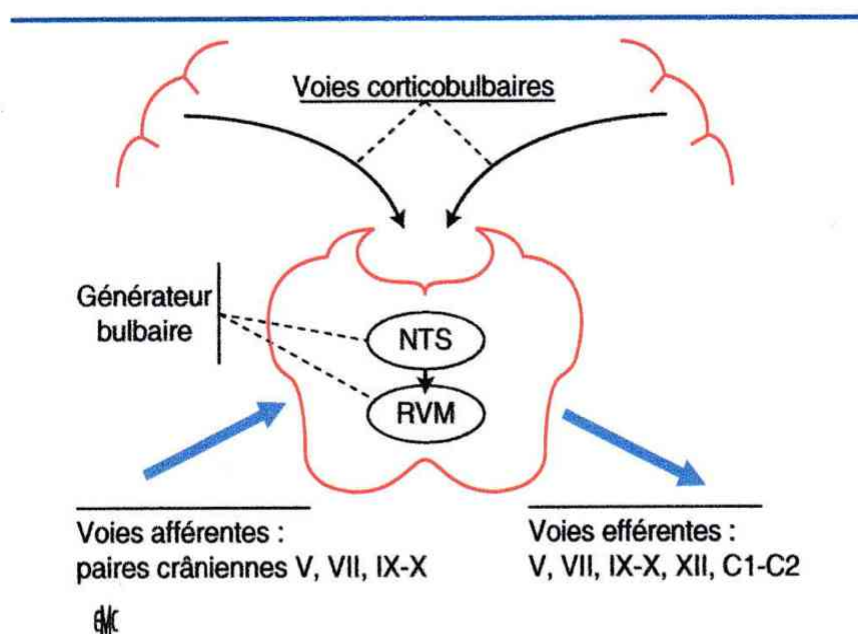 Voies corticobulbaires
Générateur
bulbaire
NTS
RVM
Voies afférentes :
paires crâniennes V, VII, IX-X
Voies efférentes :
V, VII, IX-X, XII, C1-C2
EMC